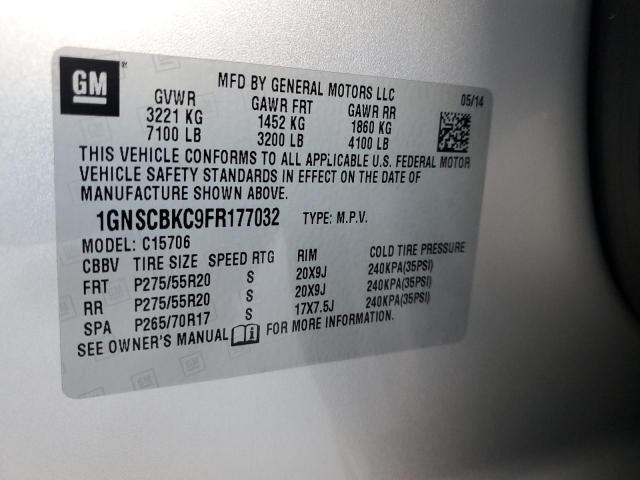 GM
MFD BY GENERAL MOTORS LLC
05/14
GVWR GAWR FRT GAWR RR
3221 KG 1452 KG 1860 KG
7100 LB 3200 LB 4100 LB
THIS VEHICLE CONFORMS TO ALL APPLICABLE U.S. FEDERAL MOTOR
VEHICLE SAFETY STANDARDS IN EFFECT ON THE DATE OF
MANUFACTURE SHOWN ABOVE.
1GNSCBKC9FR177032 TYPE: M.P.V.
MODEL: C15706
CBBV TIRE SIZE SPEED RTG RIM COLD TIRE PRESSURE
FRT P275/55R20 S 20X9J 240KPA(35PSI)
RR P275/55R20 S 20X9J 240KPA(35PSI)
SPA P265/70R17 S 17X7.5J 240KPA(35PSI)
SEE OWNER'S MANUAL FOR MORE INFORMATION.